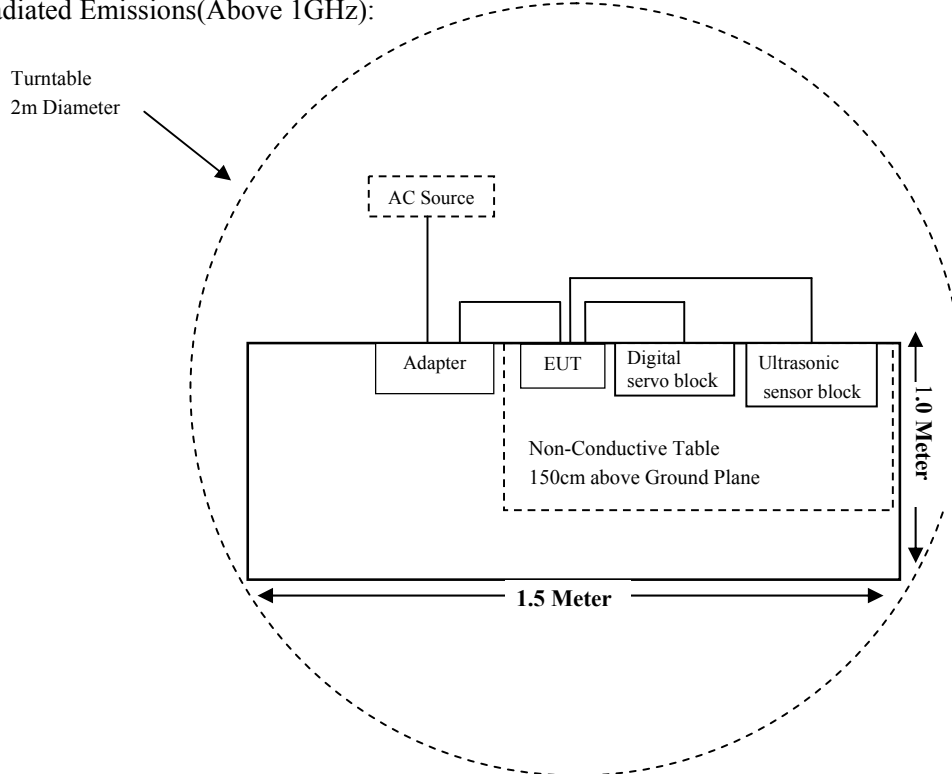 diated Emissions(Above 1GHz):
Turntable
2m Diameter
AC Source
Adapter
EUT
Digital
servo block
Ultrasonic
sensor block
Non-Conductive Table
150cm above Ground Plane
1.0 Meter
1.5 Meter